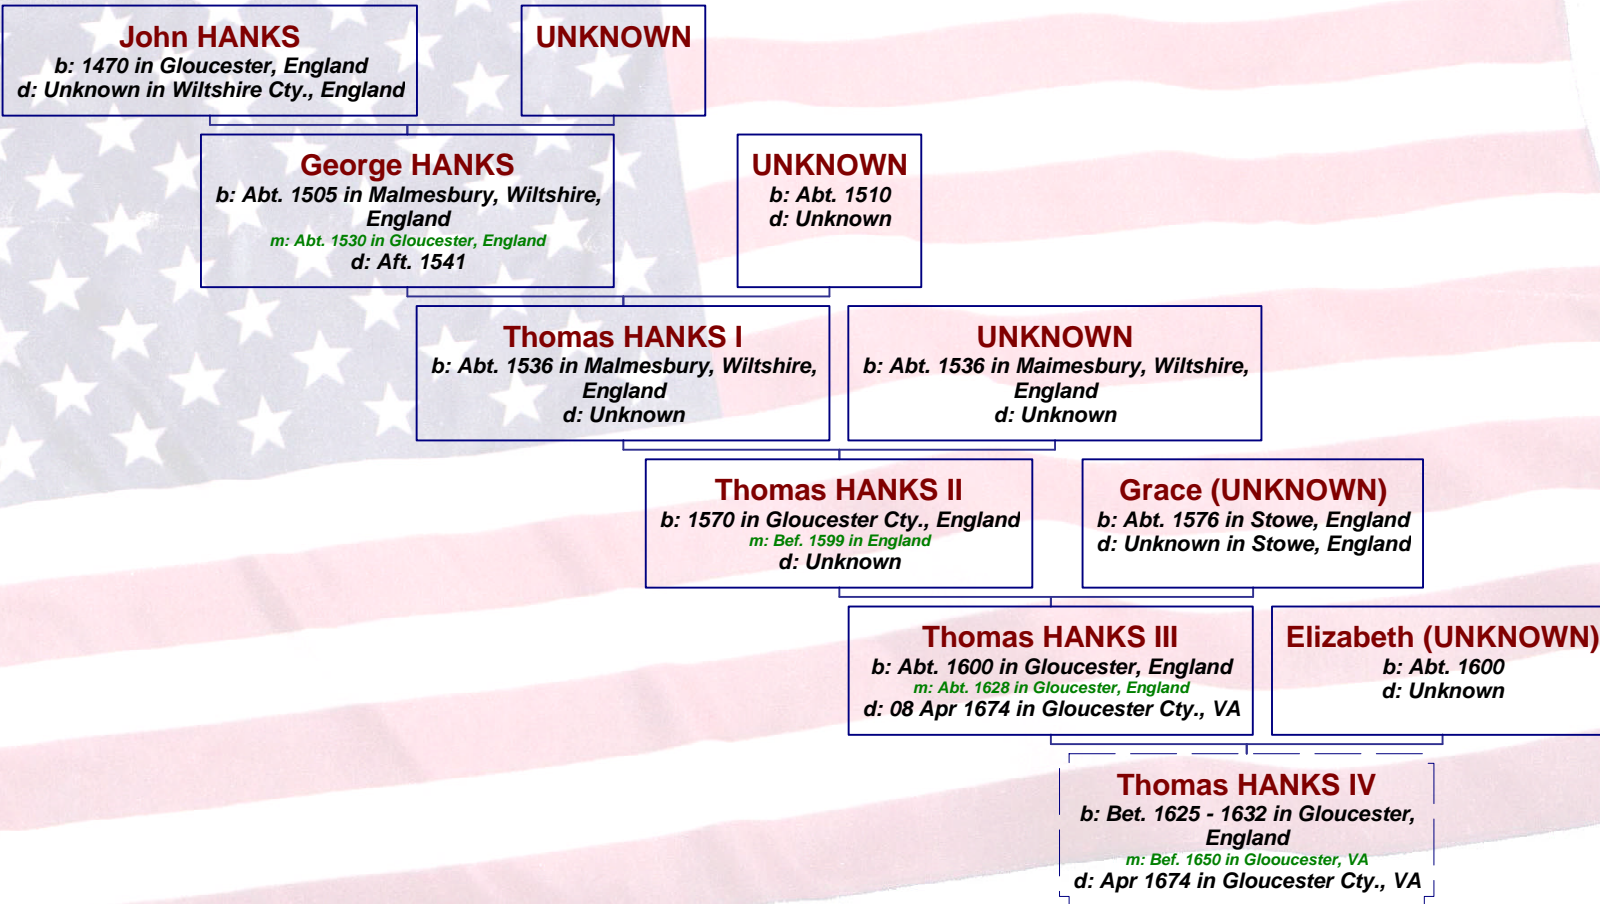 John HANKS
b: 1470 in Gloucester, England
d: Unknown in Wiltshire Cty., England
UNKNOWN
George HANKS
b: Abt. 1505 in Malmesbury, Wiltshire,
England
m: Abt. 1530 in Gloucester, England
d: Aft. 1541
UNKNOWN
b: Abt. 1510
d: Unknown
Thomas HANKS I
b: Abt. 1536 in Malmesbury, Wiltshire,
England
d: Unknown
UNKNOWN
b: Abt. 1536 in Maimesbury, Wiltshire,
England
d: Unknown
Thomas HANKS II
b: 1570 in Gloucester Cty., England
m: Bef. 1599 in England
d: Unknown
Grace (UNKNOWN)
b: Abt. 1576 in Stowe, England
d: Unknown in Stowe, England
Thomas HANKS III
b: Abt. 1600 in Gloucester, England
m: Abt. 1628 in Gloucester, England
d: 08 Apr 1674 in Gloucester Cty., VA
Elizabeth (UNKNOWN)
b: Abt. 1600
d: Unknown
Thomas HANKS IV
b: Bet. 1625 - 1632 in Gloucester,
England
m: Bef. 1650 in Glooucester, VA
d: Apr 1674 in Gloucester Cty., VA